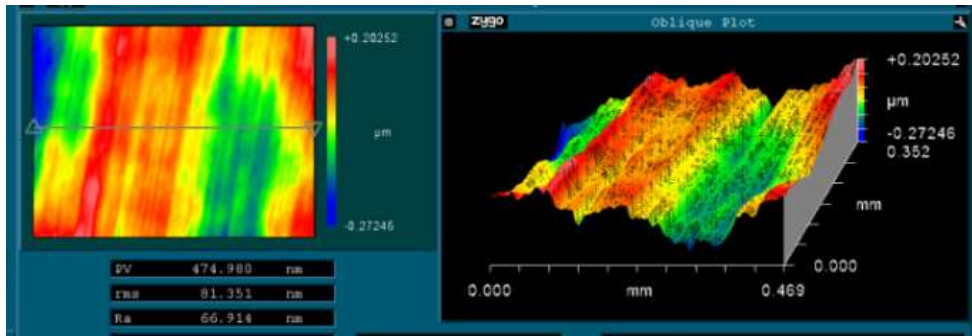 +0.20252
µm
-0.27246
PV 474.980 nm
rms 81.351 nm
Ra 66.914 nm
zygo Oblique Plot
+0.20252
µm
-0.27246
0.352
mm
0.000
0.000 mm 0.469